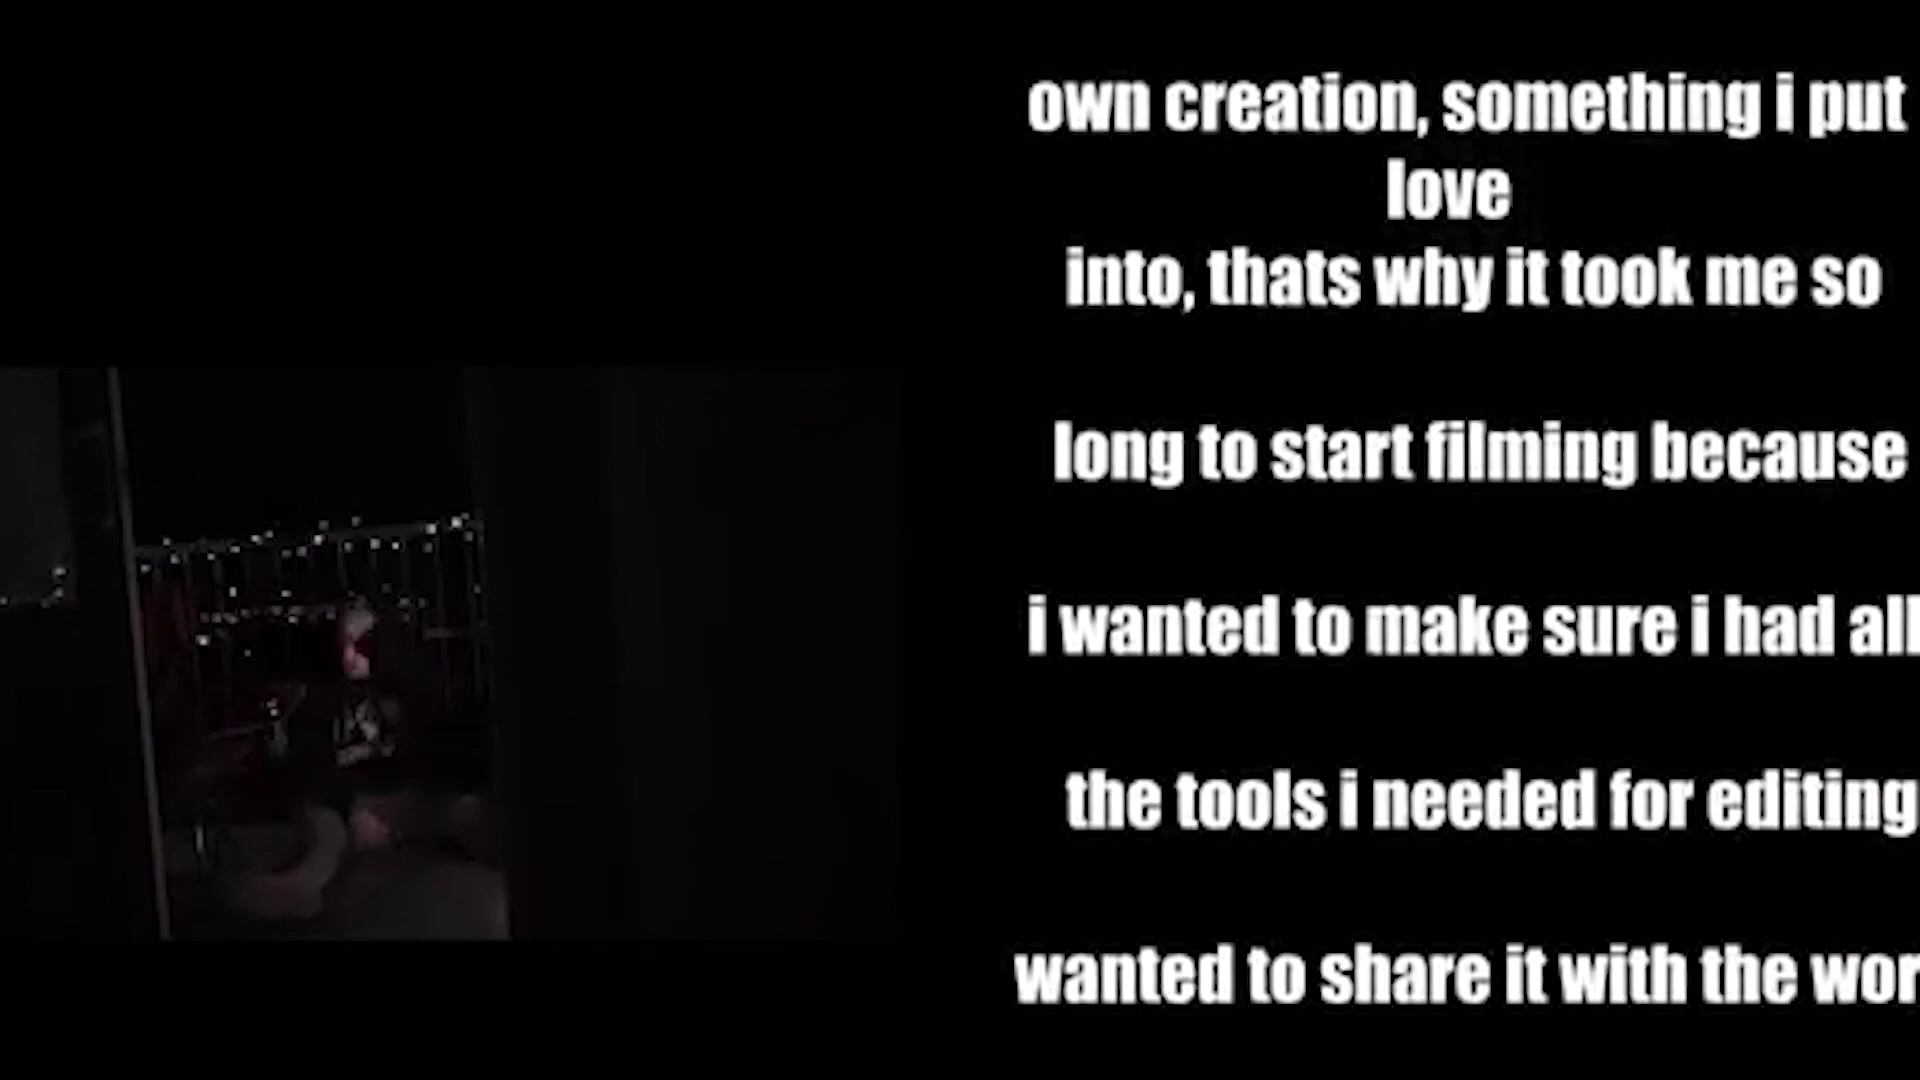 own creation, something i put
love
into, thats why it took me so
long to start filming because
i wanted to make sure i had all
the tools i needed for editing
wanted to share it with the wor